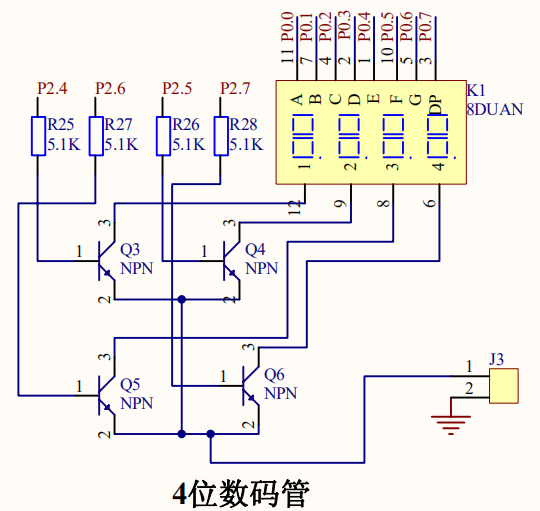 P0.0 P0.1 P0.2 P0.3 P0.4 P0.5 P0.6 P0.7
11 7 4 2 1 10 5 3
K1
8DUAN
A B C D E F G DP
1 2 3 4
12 9 8 6
P2.4 P2.6 P2.5 P2.7
R25 R27 R26 R28
5.1K 5.1K 5.1K 5.1K
3 3
1 Q3 1 Q4
NPN NPN
2 2
3 3
1 Q5 1 Q6
NPN NPN
2 2
J3
1
2
4位数码管